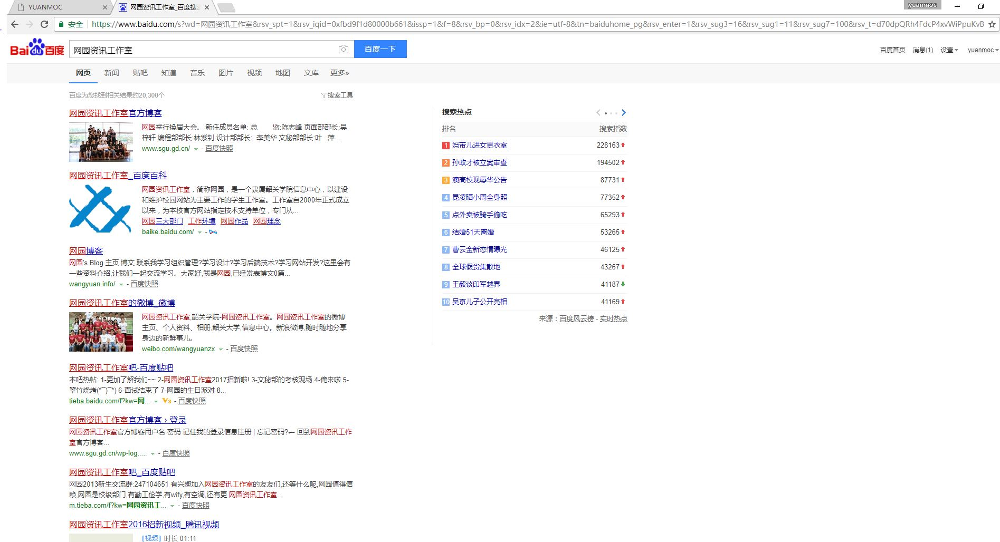 YUANMOC
网园资讯工作室_百度搜
yuanmoc
安全 https://www.baidu.com/s?wd=网园资讯工作室&rsv_spt=1&rsv_iqid=0xfbd9f1d80000b661&issp=1&f=8&rsv_bp=0&rsv_idx=2&ie=utf-8&tn=baiduhome_pg&rsv_enter=1&rsv_sug3=16&rsv_sug1=11&rsv_sug7=100&rsv_t=d70dpQRh4FdcP4xvWiPpuKvB
Bai du 百度
网园资讯工作室
百度一下
百度首页 消息(1) 设置 yuanmoc
网页 新闻 贴吧 知道 音乐 图片 视频 地图 文库 更多»
百度为您找到相关结果约20,300个
搜索工具
网园资讯工作室官方博客
网园举行换届大会。 新任成员名单: 总 监:陈志峰 页面部部长:吴
梓轩 编程部部长:林紫钊 设计部部长: 李美华 文秘部部长:叶 萍 ...
www.sgu.gd.cn/ - 百度快照
网园资讯工作室_百度百科
网园资讯工作室，简称网园，是一个隶属韶关学院信息中心，以建设
和维护校园网站为主要工作的学生工作室。工作室自2000年正式成立
以来，为本校官方网站指定技术支持单位，专门从...
网园三大部门 工作环境 网园作品 网园理念
baike.baidu.com/ -
网园博客
网园's Blog 主页 博文 联系我学习组织管理?学习设计?学习后端技术?学习网站开发?这里会有
一些资料介绍,让我们一起交流学习。大家好,我是网园,已经发表博文0篇...
wangyuan.info/ - 百度快照
网园资讯工作室的微博_微博
网园资讯工作室,韶关学院-网园资讯工作室。网园资讯工作室的微博
主页、个人资料、相册,韶关大学,信息中心。新浪微博,随时随地分享
身边的新鲜事儿。
weibo.com/wangyuanzx - 百度快照
网园资讯工作室吧-百度贴吧
本吧热帖: 1-更加了解我们~~ 2-网园资讯工作室2017招新啦! 3-文秘部的考核现场 4-俺来啦 5-
翠竹烧烤(*¯)¯*) 6-面试结束了 7-网园的生日派对 8...
tieba.baidu.com/f?kw=网... V3 - 百度快照
网园资讯工作室官方博客 › 登录
网园资讯工作室官方博客用户名 密码 记住我的登录信息注册 | 忘记密码?← 回到网园资讯工作
室官方博客...
www.sgu.gd.cn/wp-log..... - 百度快照
网园资讯工作室吧_百度贴吧
网园2013新生交流群:247104651 有兴趣加入网园资讯工作室的友友们,还等什么呢,网园值得信
赖,网园是校级部门,有勤工俭学,有wify,有空调,还有更 网园资讯工作室...
m.tieba.com/f?kw=网园资讯工... - 百度快照
网园资讯工作室2016招新视频_腾讯视频
[视频] 时长 01:11
搜索热点
排名 搜索指数
1 妈带儿进女更衣室 228163
2 孙政才被立案审查 194502
3 澳高校现辱华公告 87731
4 昆凌晒小周全身照 77352
5 点外卖被骑手偷吃 65293
6 结婚51天离婚 53265
7 曹云金新恋情曝光 46125
8 全球假货集散地 43267
9 王毅谈印军越界 41187
10 吴京儿子公开亮相 41169
来源：百度风云榜 - 实时热点